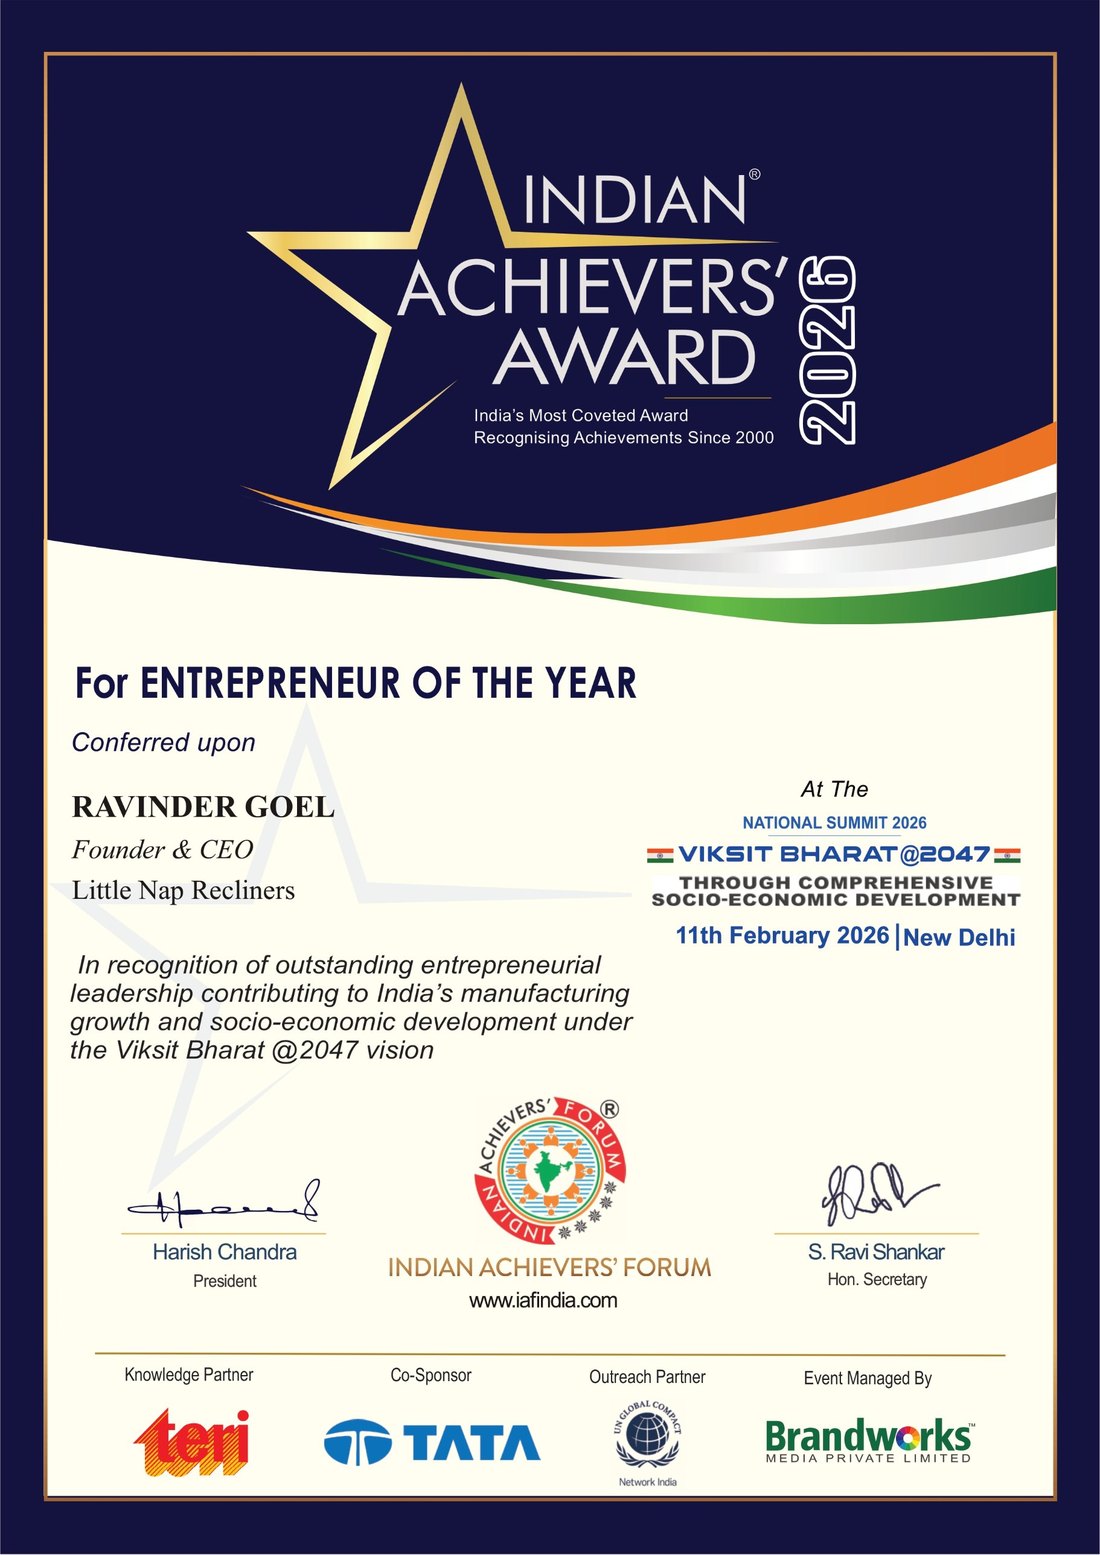 INDIAN®
ACHIEVERS’
AWARD
2026
India’s Most Coveted Award
Recognising Achievements Since 2000
For ENTREPRENEUR OF THE YEAR
Conferred upon
RAVINDER GOEL
Founder & CEO
Little Nap Recliners
At The
NATIONAL SUMMIT 2026
VIKSIT BHARAT@2047
THROUGH COMPREHENSIVE
SOCIO-ECONOMIC DEVELOPMENT
11th February 2026 | New Delhi
In recognition of outstanding entrepreneurial
leadership contributing to India’s manufacturing
growth and socio-economic development under
the Viksit Bharat @2047 vision
INDIAN ACHIEVERS’ FORUM ®
Harish Chandra
President
INDIAN ACHIEVERS’ FORUM
www.iafindia.com
S. Ravi Shankar
Hon. Secretary
Knowledge Partner
Co-Sponsor
Outreach Partner
Event Managed By
teri
TATA
UN GLOBAL COMPACT
Network India
Brandworks™
MEDIA PRIVATE LIMITED